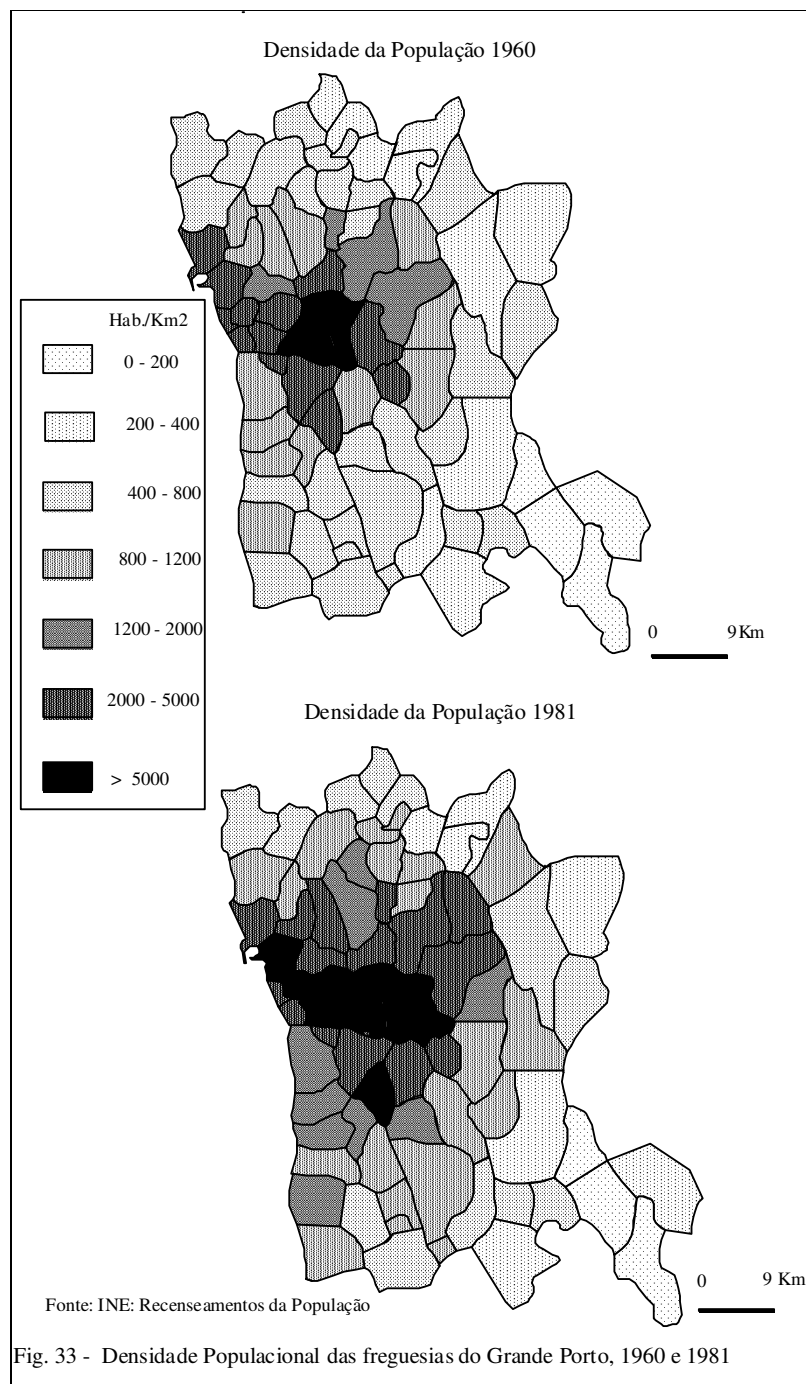 Densidade da População 1960
Hab./Km2
0 - 200
200 - 400
400 - 800
800 - 1200
1200 - 2000
2000 - 5000
> 5000
0 9Km
Densidade da População 1981
0 9 Km
Fonte: INE: Recenseamentos da População
Fig. 33 - Densidade Populacional das freguesias do Grande Porto, 1960 e 1981